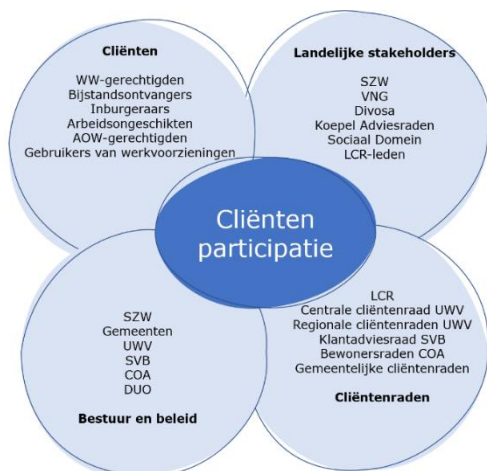 Cliënten
WW-gerechtigden
Bijstandsontvangers
Inburgeraars
Arbeidsongeschikten
AOW-gerechtigden
Gebruikers van werkvoorzieningen
Landelijke stakeholders
SZW
VNG
Divosa
Koepel Adviesraden
Sociaal Domein
LCR-leden
Cliënten
participatie
SZW
Gemeenten
UWV
SVB
COA
DUO
Bestuur en beleid
LCR
Centrale cliëntenraad UWV
Regionale cliëntenraden UWV
Klantadviesraad SVB
Bewonersraden COA
Gemeentelijke cliëntenraden
Cliëntenraden